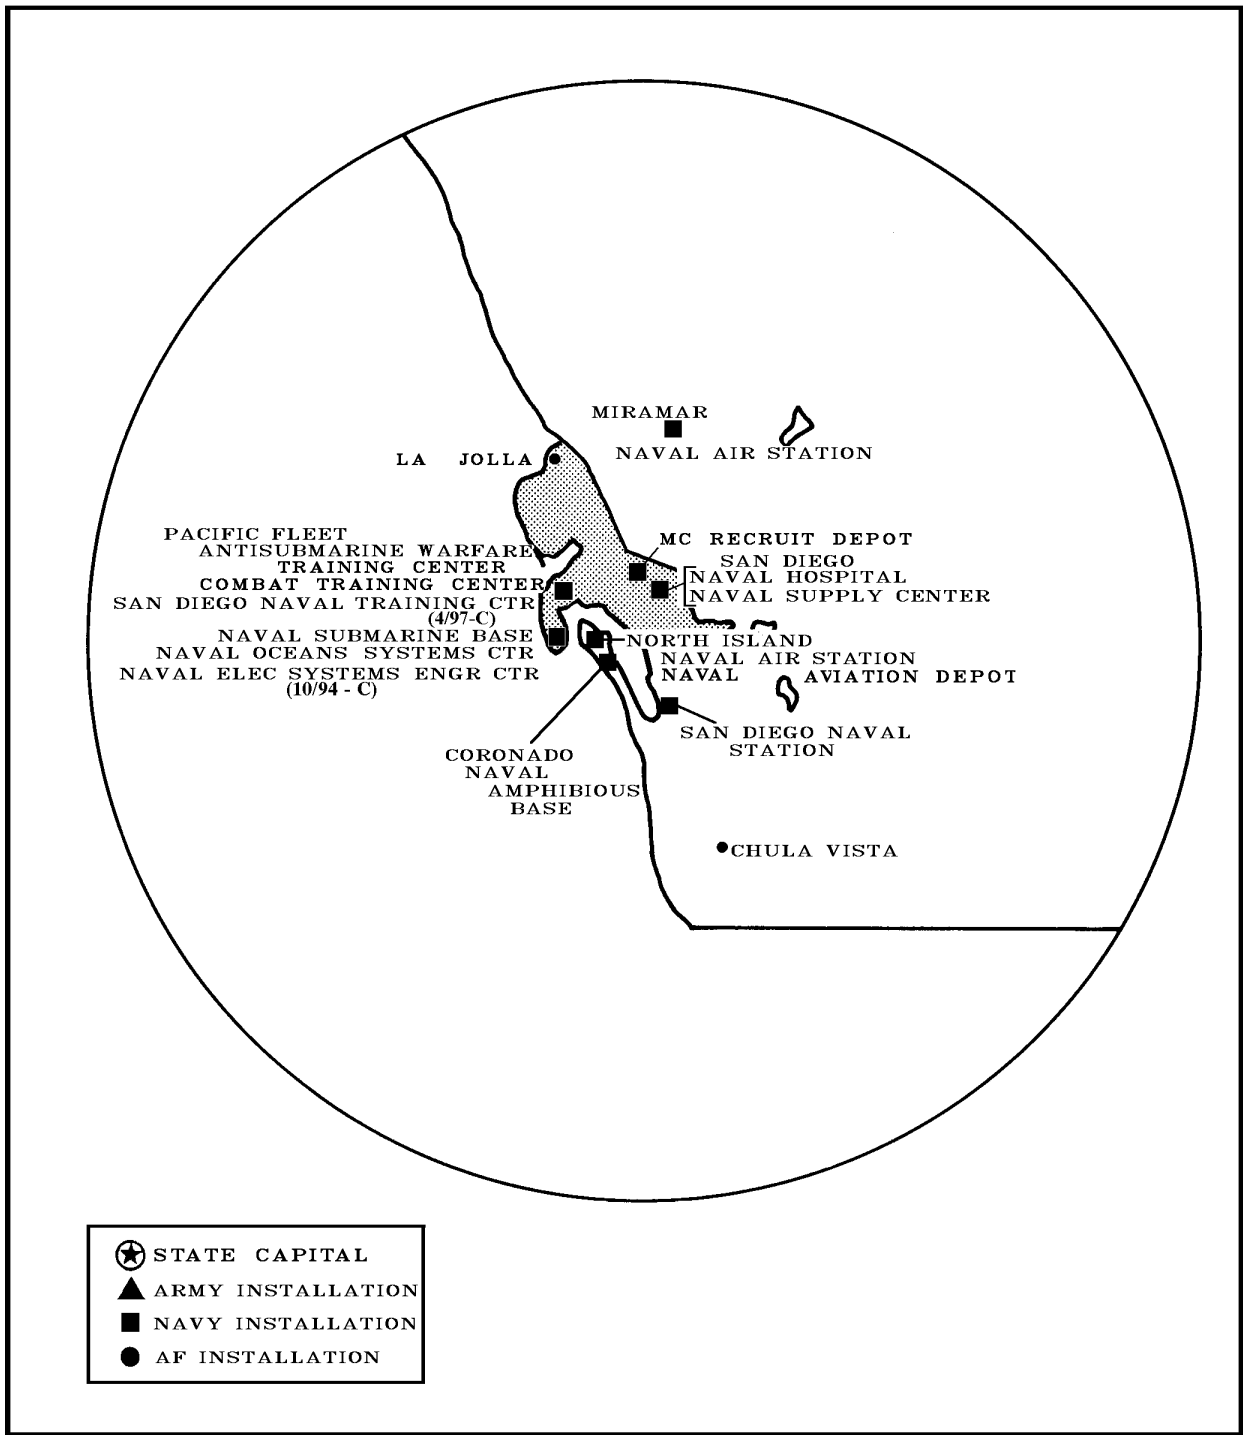 MIRAMAR
NAVAL AIR STATION
LA JOLLA
PACIFIC FLEET
ANTISUBMARINE WARFARE
TRAINING CENTER
COMBAT TRAINING CENTER
SAN DIEGO NAVAL TRAINING CTR
(4/97-C)
NAVAL SUBMARINE BASE
NAVAL OCEANS SYSTEMS CTR
NAVAL ELEC SYSTEMS ENGR CTR
(10/94 - C)
MC RECRUIT DEPOT
SAN DIEGO
NAVAL HOSPITAL
NAVAL SUPPLY CENTER
NORTH ISLAND
NAVAL AIR STATION
NAVAL AVIATION DEPOT
SAN DIEGO NAVAL
STATION
CORONADO
NAVAL
AMPHIBIOUS
BASE
CHULA VISTA
STATE CAPITAL
ARMY INSTALLATION
NAVY INSTALLATION
AF INSTALLATION